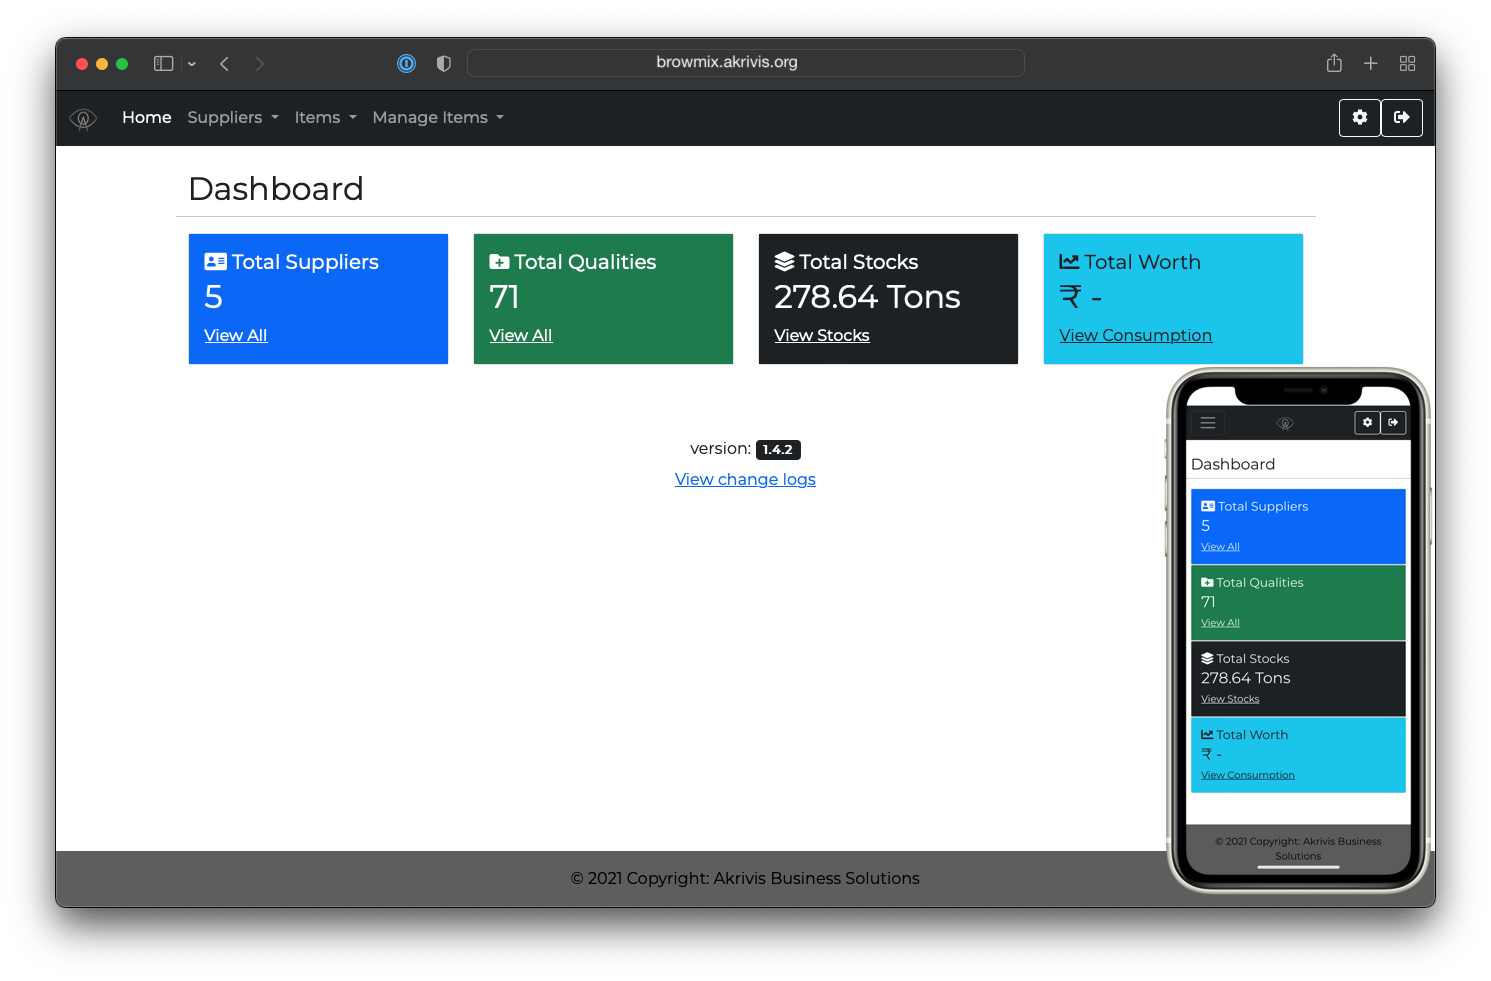 browmix.akrivis.org
Home Suppliers Items Manage Items
Dashboard
Total Suppliers
5
View All
Total Qualities
71
View All
Total Stocks
278.64 Tons
View Stocks
Total Worth
₹ -
View Consumption
version: 1.4.2
View change logs
© 2021 Copyright: Akrivis Business Solutions
Dashboard
Total Suppliers
5
View All
Total Qualities
71
View All
Total Stocks
278.64 Tons
View Stocks
Total Worth
₹ -
View Consumption
© 2021 Copyright: Akrivis Business
Solutions